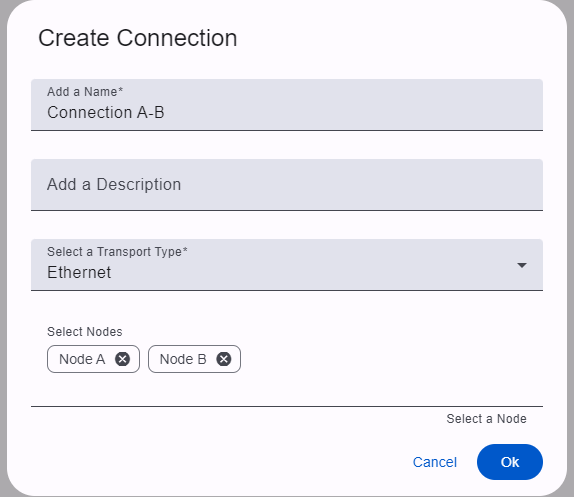 Create Connection
Add a Name*
Connection A-B
Add a Description
Select a Transport Type*
Ethernet
Select Nodes
Node A Node B
Select a Node
Cancel Ok